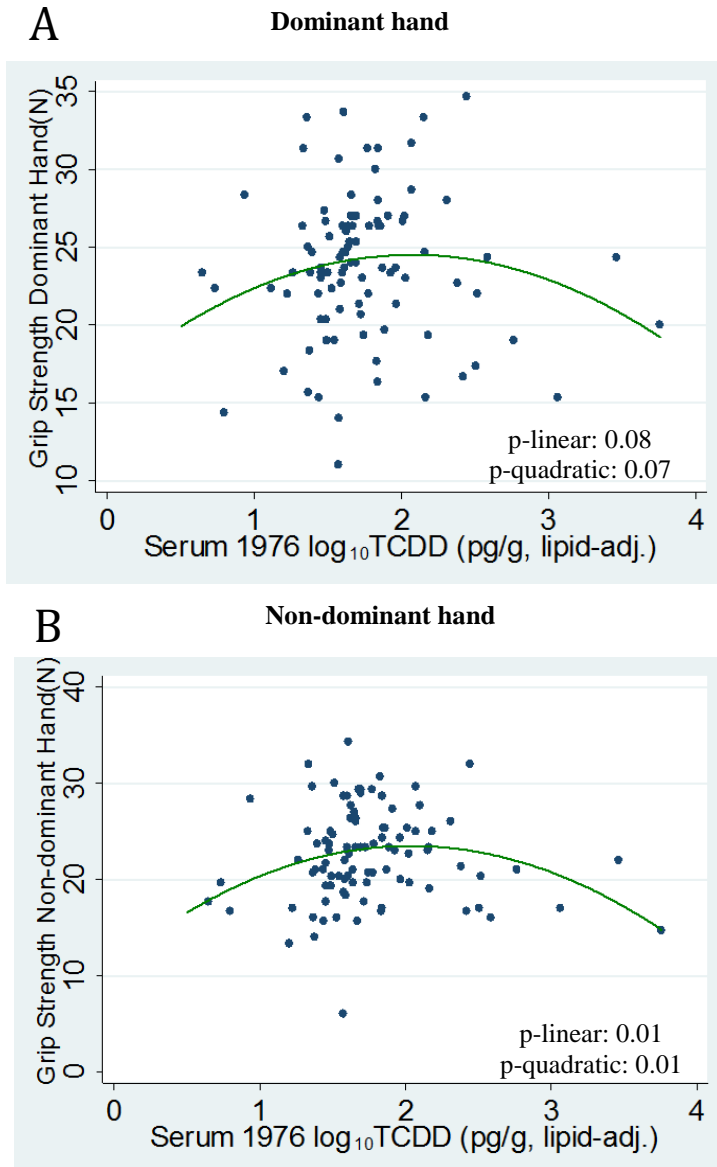 A
Dominant hand
Grip Strength Dominant Hand(N)
35
30
25
20
15
10
p-linear: 0.08
p-quadratic: 0.07
0 1 2 3 4
Serum 1976 log₁₀TCDD (pg/g, lipid-adj.)
B
Non-dominant hand
Grip Strength Non-dominant Hand(N)
40
30
20
10
0
p-linear: 0.01
p-quadratic: 0.01
0 1 2 3 4
Serum 1976 log₁₀TCDD (pg/g, lipid-adj.)